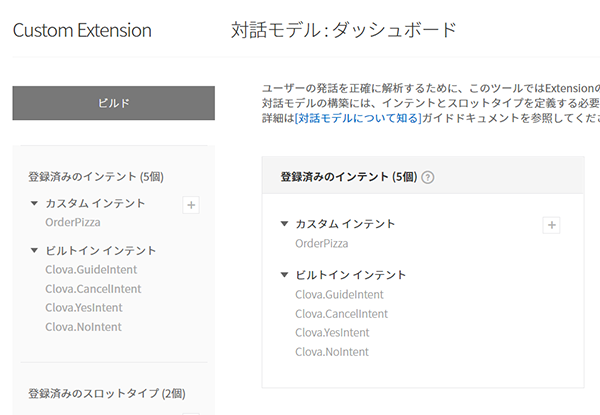 Custom Extension
対話モデル : ダッシュボード
ビルド
登録済みのインテント (5個)
カスタム インテント
OrderPizza
ビルトイン インテント
Clova.GuideIntent
Clova.CancelIntent
Clova.YesIntent
Clova.NoIntent
登録済みのスロットタイプ (2個)
ユーザーの発話を正確に解析するために、このツールではExtensionの
対話モデルの構築には、インテントとスロットタイプを定義する必要
詳細は[対話モデルについて知る]ガイドドキュメントを参照してくださ
登録済みのインテント (5個) ?
カスタム インテント
OrderPizza
ビルトイン インテント
Clova.GuideIntent
Clova.CancelIntent
Clova.YesIntent
Clova.NoIntent